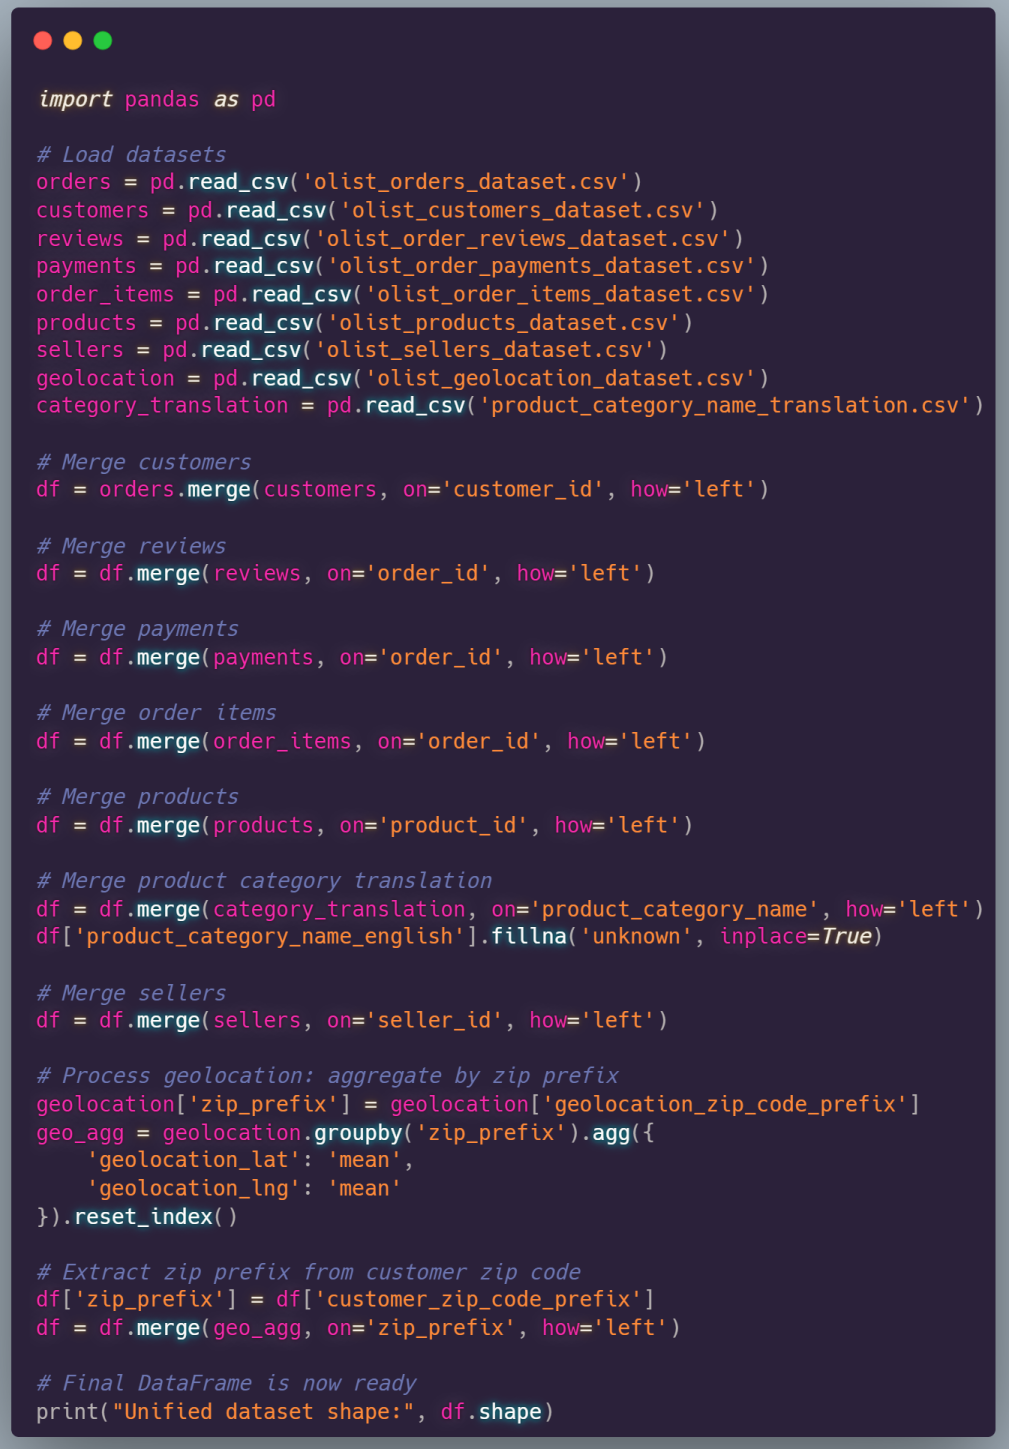 import pandas as pd
# Load datasets
orders = pd.read_csv('olist_orders_dataset.csv')
customers = pd.read_csv('olist_customers_dataset.csv')
reviews = pd.read_csv('olist_order_reviews_dataset.csv')
payments = pd.read_csv('olist_order_payments_dataset.csv')
order_items = pd.read_csv('olist_order_items_dataset.csv')
products = pd.read_csv('olist_products_dataset.csv')
sellers = pd.read_csv('olist_sellers_dataset.csv')
geolocation = pd.read_csv('olist_geolocation_dataset.csv')
category_translation = pd.read_csv('product_category_name_translation.csv')
# Merge customers
df = orders.merge(customers, on='customer_id', how='left')
# Merge reviews
df = df.merge(reviews, on='order_id', how='left')
# Merge payments
df = df.merge(payments, on='order_id', how='left')
# Merge order items
df = df.merge(order_items, on='order_id', how='left')
# Merge products
df = df.merge(products, on='product_id', how='left')
# Merge product category translation
df = df.merge(category_translation, on='product_category_name', how='left')
df['product_category_name_english'].fillna('unknown', inplace=True)
# Merge sellers
df = df.merge(sellers, on='seller_id', how='left')
# Process geolocation: aggregate by zip prefix
geolocation['zip_prefix'] = geolocation['geolocation_zip_code_prefix']
geo_agg = geolocation.groupby('zip_prefix').agg({
    'geolocation_lat': 'mean',
    'geolocation_lng': 'mean'
}).reset_index()
# Extract zip prefix from customer zip code
df['zip_prefix'] = df['customer_zip_code_prefix']
df = df.merge(geo_agg, on='zip_prefix', how='left')
# Final DataFrame is now ready
print("Unified dataset shape:", df.shape)